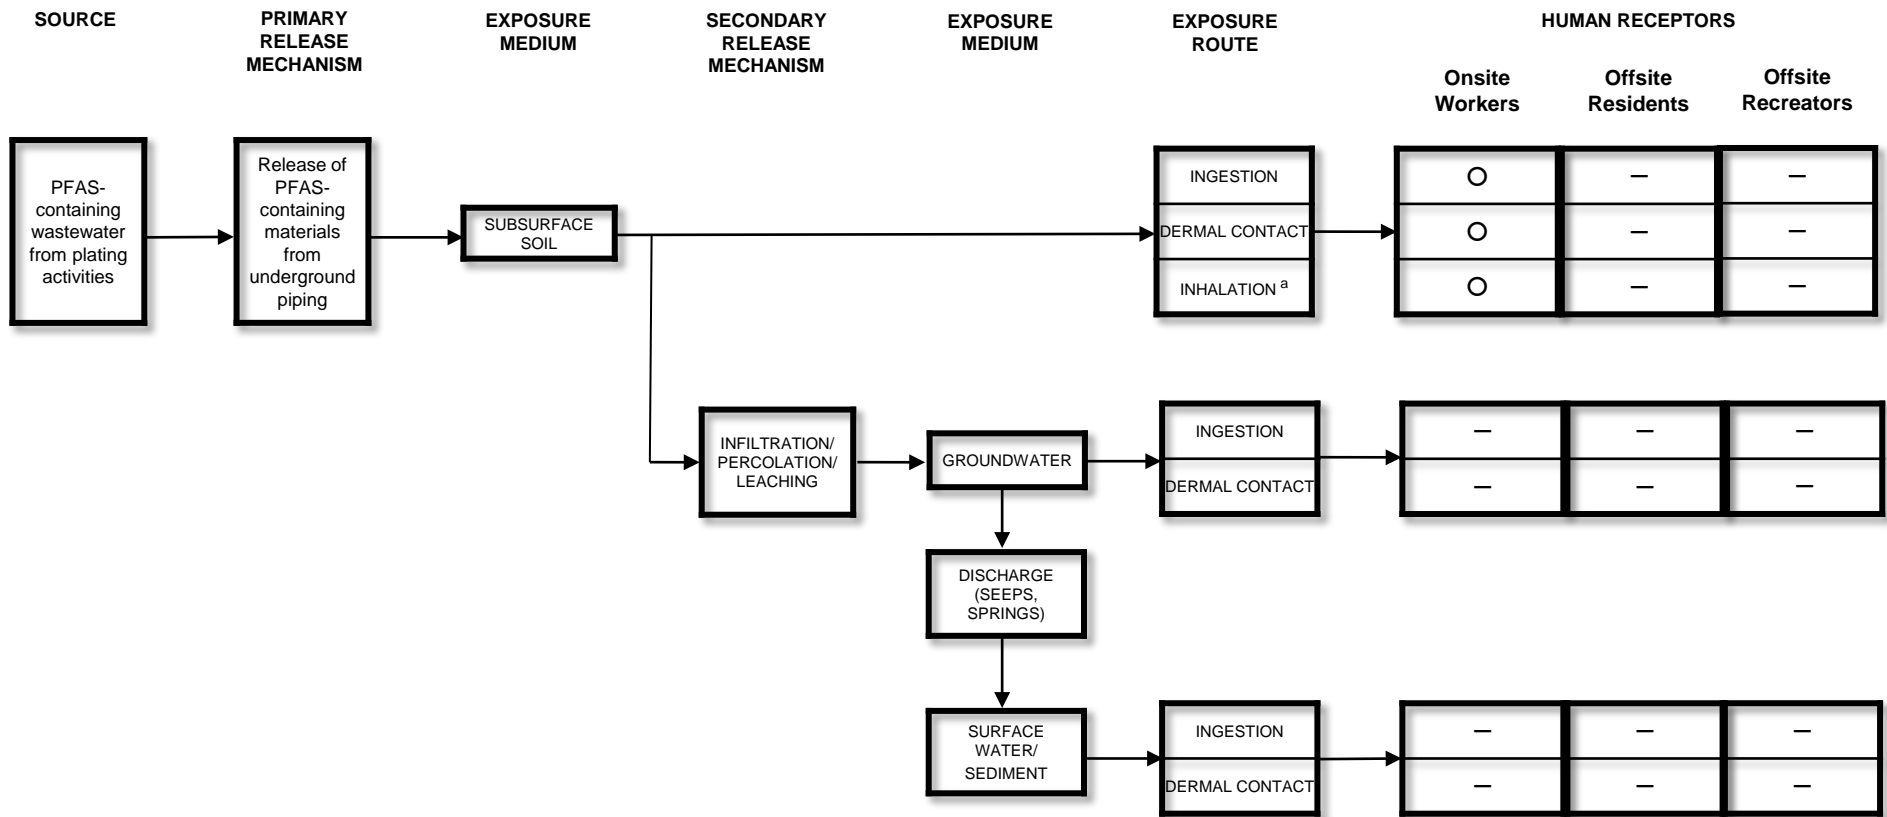 SOURCE
PRIMARY
RELEASE
MECHANISM
EXPOSURE
MEDIUM
SECONDARY
RELEASE
MECHANISM
EXPOSURE
MEDIUM
EXPOSURE
ROUTE
HUMAN RECEPTORS
Onsite
Workers
Offsite
Residents
Offsite
Recreators
PFAS-
containing
wastewater
from plating
activities
Release of
PFAS-
containing
materials
from
underground
piping
SUBSURFACE
SOIL
INGESTION
○ – –
DERMAL CONTACT
○ – –
INHALATION a
○ – –
INFILTRATION/
PERCOLATION/
LEACHING
GROUNDWATER
INGESTION
– – –
DERMAL CONTACT
– – –
DISCHARGE
(SEEPS,
SPRINGS)
SURFACE
WATER/
SEDIMENT
INGESTION
– – –
DERMAL CONTACT
– – –